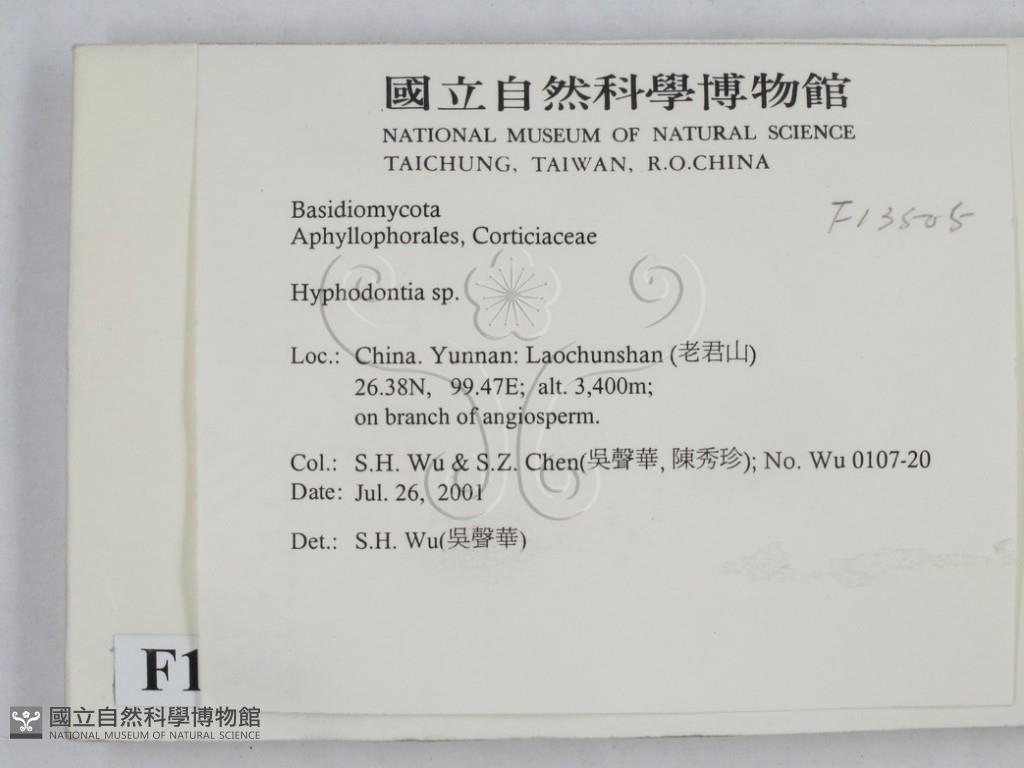 國立自然科學博物館
NATIONAL MUSEUM OF NATURAL SCIENCE
TAICHUNG, TAIWAN, R.O.CHINA
F13505
Basidiomycota
Aphyllophorales, Corticiaceae
Hyphodontia sp.
Loc.: China. Yunnan: Laochunshan (老君山)
26.38N, 99.47E; alt. 3,400m;
on branch of angiosperm.
Col.: S.H. Wu & S.Z. Chen(吳聲華, 陳秀珍); No. Wu 0107-20
Date: Jul. 26, 2001
Det.: S.H. Wu(吳聲華)
F1
國立自然科學博物館
NATIONAL MUSEUM OF NATURAL SCIENCE